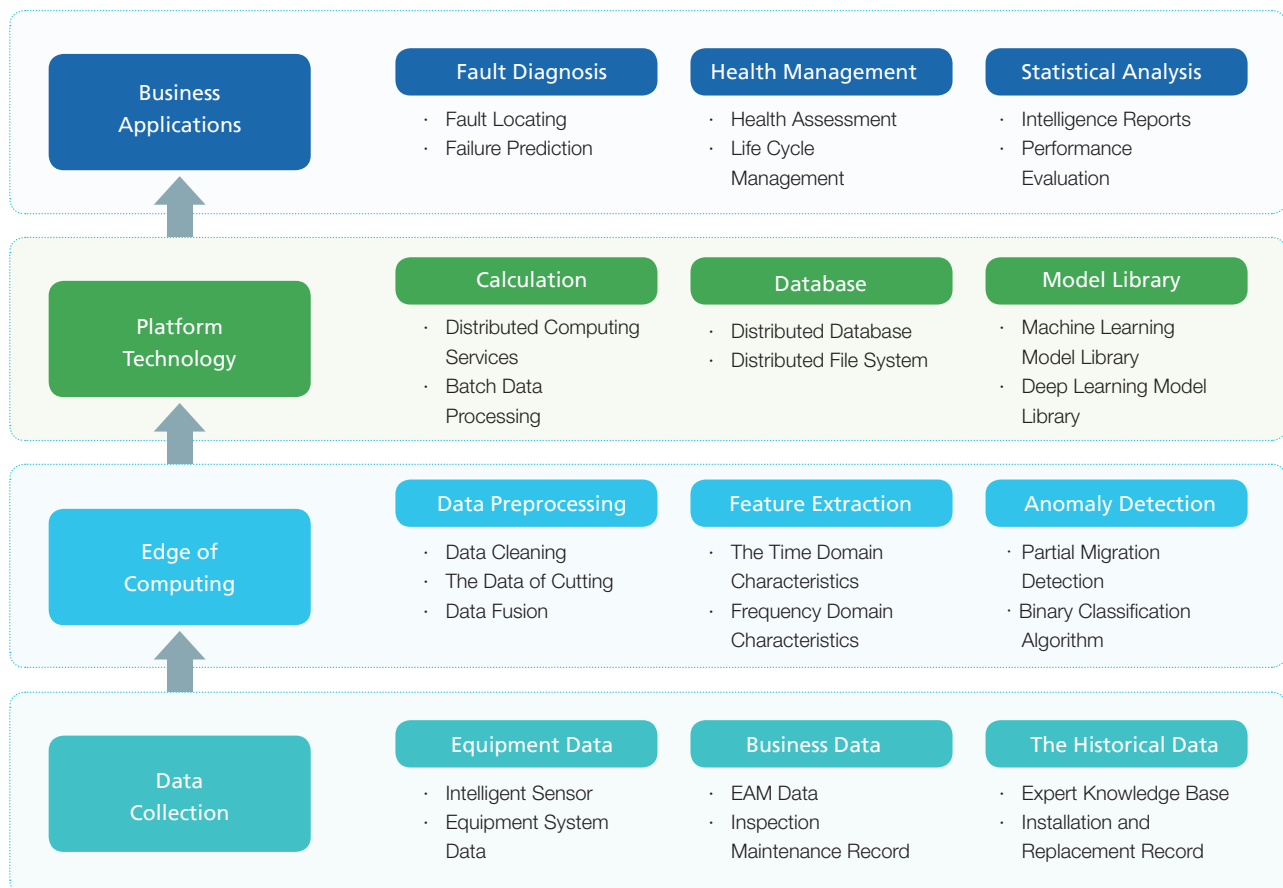 Business
Applications
Fault Diagnosis
· Fault Locating
· Failure Prediction
Health Management
· Health Assessment
· Life Cycle
Management
Statistical Analysis
· Intelligence Reports
· Performance
Evaluation
Platform
Technology
Calculation
· Distributed Computing
Services
· Batch Data
Processing
Database
· Distributed Database
· Distributed File System
Model Library
· Machine Learning
Model Library
· Deep Learning Model
Library
Edge of
Computing
Data Preprocessing
· Data Cleaning
· The Data of Cutting
· Data Fusion
Feature Extraction
· The Time Domain
Characteristics
· Frequency Domain
Characteristics
Anomaly Detection
· Partial Migration
Detection
· Binary Classification
Algorithm
Data
Collection
Equipment Data
· Intelligent Sensor
· Equipment System
Data
Business Data
· EAM Data
· Inspection
Maintenance Record
The Historical Data
· Expert Knowledge Base
· Installation and
Replacement Record